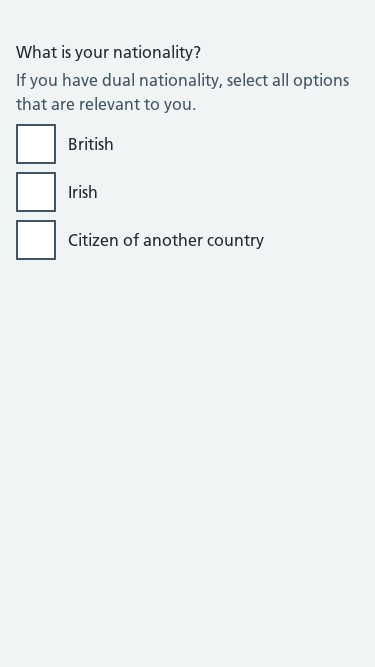 What is your nationality?
If you have dual nationality, select all options
that are relevant to you.
British
Irish
Citizen of another country